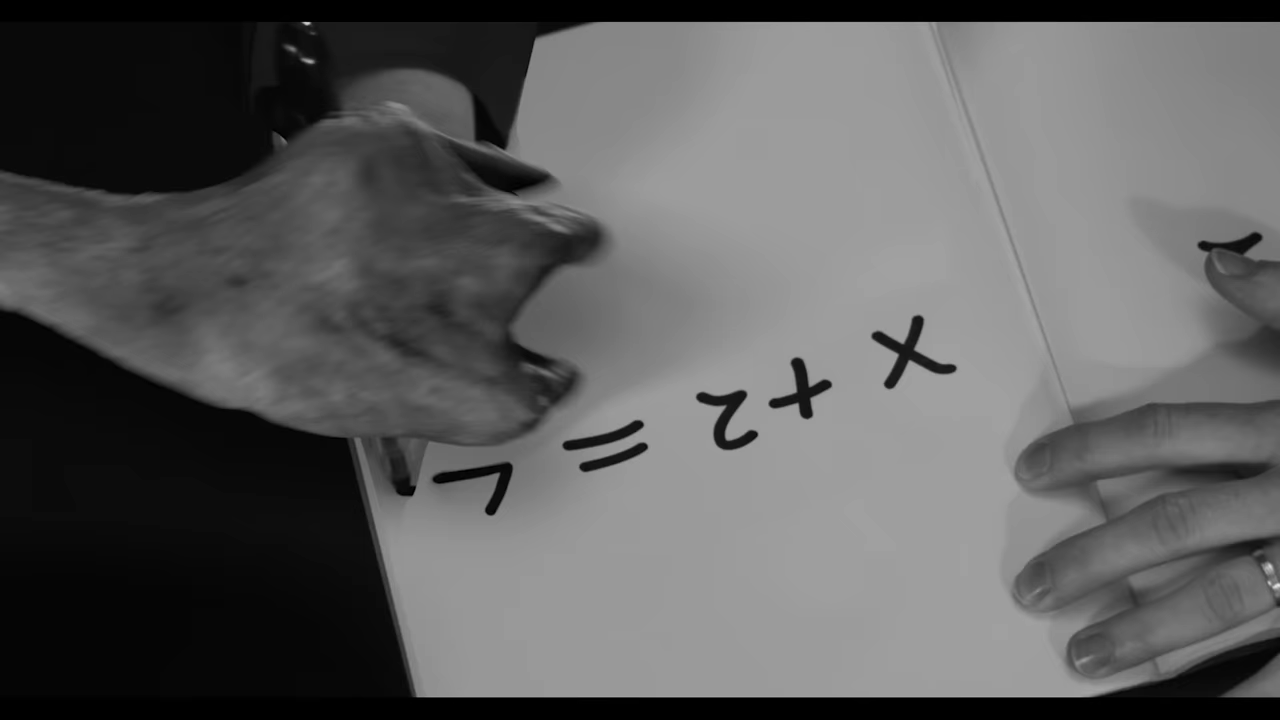 x + 2 =